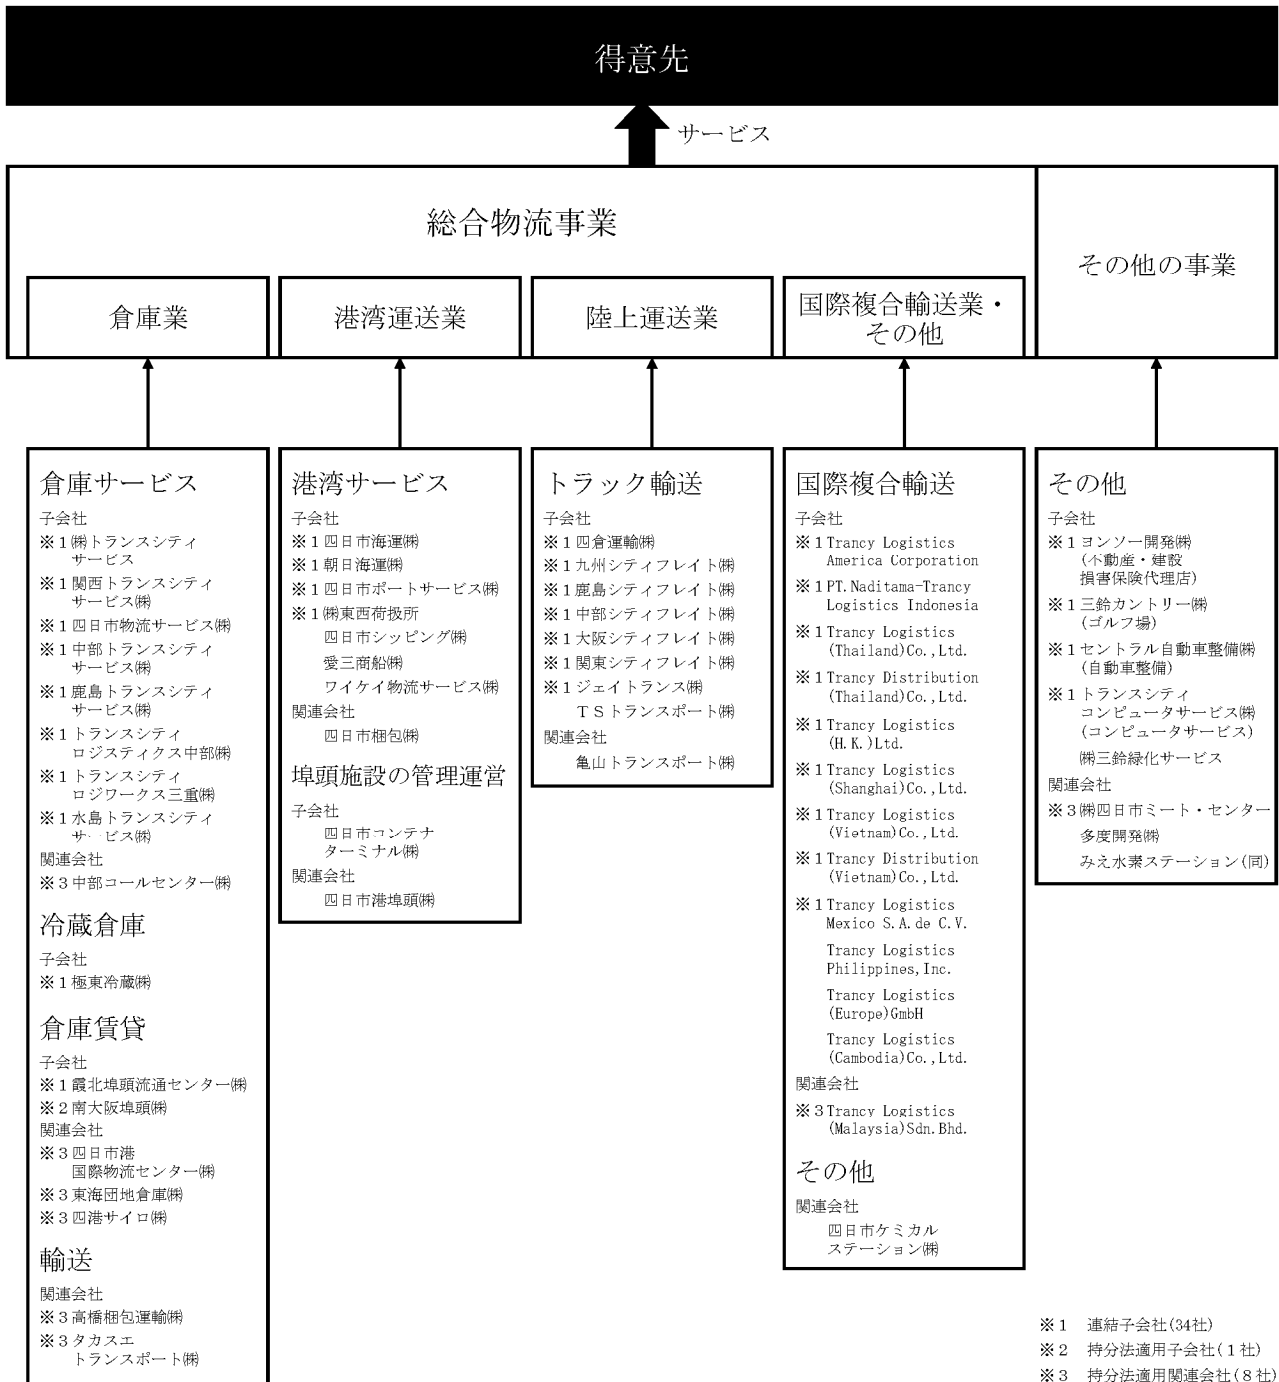 得意先
サービス
総合物流事業
その他の事業
倉庫業
港湾運送業
陸上運送業
国際複合輸送業・
その他
倉庫サービス
子会社
※1㈱トランスシティ
サービス
※1関西トランスシティ
サービス㈱
※1四日市物流サービス㈱
※1中部トランスシティ
サービス㈱
※1鹿島トランスシティ
サービス㈱
※1トランスシティ
ロジスティクス中部㈱
※1トランスシティ
ロジワークス三重㈱
※1水島トランスシティ
サービス㈱
関連会社
※3中部コールセンター㈱
冷蔵倉庫
子会社
※1極東冷蔵㈱
倉庫賃貸
子会社
※1霞北埠頭流通センター㈱
※2南大阪埠頭㈱
関連会社
※3四日市港
国際物流センター㈱
※3東海団地倉庫㈱
※3四港サイロ㈱
輸送
関連会社
※3高橋梱包運輸㈱
※3タカスエ
トランスポート㈱
港湾サービス
子会社
※1四日市海運㈱
※1朝日海運㈱
※1四日市ポートサービス㈱
※1㈱東西荷扱所
四日市シッピング㈱
愛三商船㈱
ワイケイ物流サービス㈱
関連会社
四日市梱包㈱
埠頭施設の管理運営
子会社
四日市コンテナ
ターミナル㈱
関連会社
四日市港埠頭㈱
トラック輸送
子会社
※1四倉運輸㈱
※1九州シティフレイト㈱
※1鹿島シティフレイト㈱
※1中部シティフレイト㈱
※1大阪シティフレイト㈱
※1関東シティフレイト㈱
※1ジェイトランス㈱
ＴＳトランスポート㈱
関連会社
亀山トランスポート㈱
国際複合輸送
子会社
※1Trancy Logistics
America Corporation
※1PT.Naditama-Trancy
Logistics Indonesia
※1Trancy Logistics
(Thailand)Co.,Ltd.
※1Trancy Distribution
(Thailand)Co.,Ltd.
※1Trancy Logistics
(H.K.)Ltd.
※1Trancy Logistics
(Shanghai)Co.,Ltd.
※1Trancy Logistics
(Vietnam)Co.,Ltd.
※1Trancy Distribution
(Vietnam)Co.,Ltd.
※1Trancy Logistics
Mexico S.A.de C.V.
Trancy Logistics
Philippines,Inc.
Trancy Logistics
(Europe)GmbH
Trancy Logistics
(Cambodia)Co.,Ltd.
関連会社
※3Trancy Logistics
(Malaysia)Sdn.Bhd.
その他
関連会社
四日市ケミカル
ステーション㈱
その他
子会社
※1ヨンソー開発㈱
(不動産・建設
損害保険代理店)
※1三鈴カントリー㈱
(ゴルフ場)
※1セントラル自動車整備㈱
(自動車整備)
※1トランスシティ
コンピュータサービス㈱
(コンピュータサービス)
㈱三鈴緑化サービス
関連会社
※3㈱四日市ミート・センター
多度開発㈱
みえ水素ステーション(同)
※1 連結子会社(34社)
※2 持分法適用子会社(1社)
※3 持分法適用関連会社(8社)